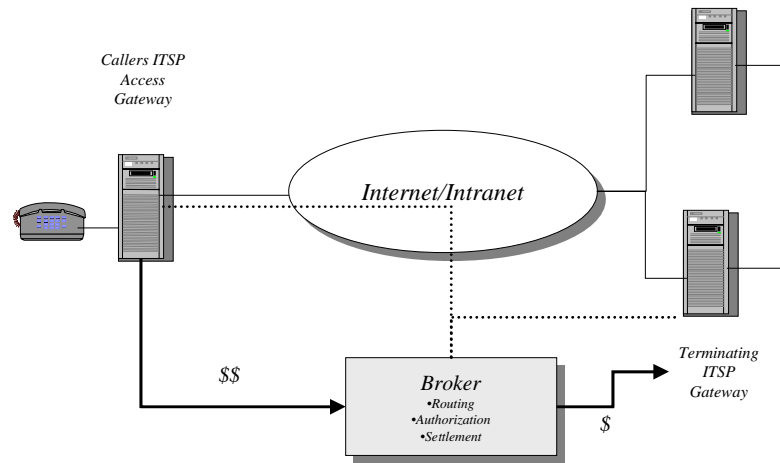 Callers ITSP
Access
Gateway
Internet/Intranet
$$
Broker
•Routing
•Authorization
•Settlement
$
Terminating
ITSP
Gateway